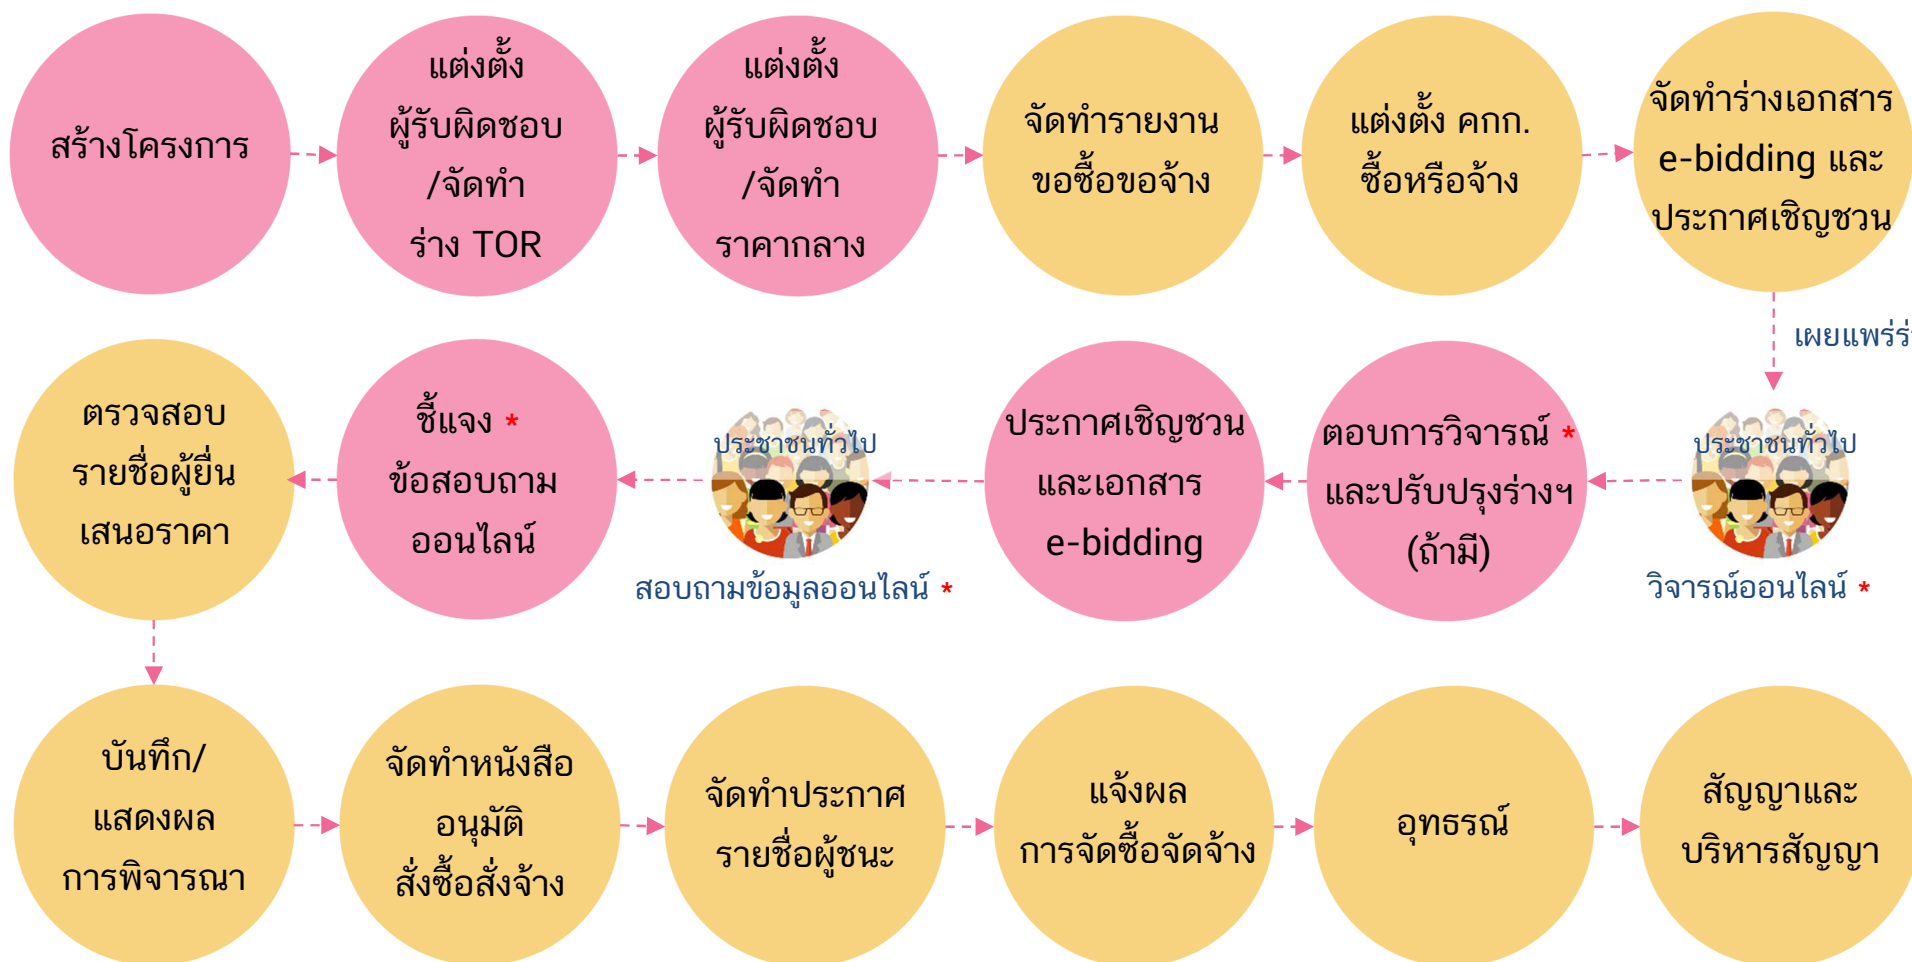 สร้างโครงการ
แต่งตั้ง
ผู้รับผิดชอบ
/จัดทำ
ร่าง TOR
แต่งตั้ง
ผู้รับผิดชอบ
/จัดทำ
ราคากลาง
จัดทำรายงาน
ขอซื้อขอจ้าง
แต่งตั้ง คกก.
ซื้อหรือจ้าง
จัดทำร่างเอกสาร
e-bidding และ
ประกาศเชิญชวน
ตรวจสอบ
รายชื่อผู้ยื่น
เสนอราคา
ชี้แจง *
ข้อสอบถาม
ออนไลน์
ประชาชนทั่วไป
สอบถามข้อมูลออนไลน์ *
ประกาศเชิญชวน
และเอกสาร
e-bidding
ตอบการวิจารณ์ *
และปรับปรุงร่างฯ
(ถ้ามี)
เผยแพร่
ประชาชนทั่วไป
วิจารณ์ออนไลน์ *
บันทึก/
แสดงผล
การพิจารณา
จัดทำหนังสือ
อนุมัติ
สั่งซื้อสั่งจ้าง
จัดทำประกาศ
รายชื่อผู้ชนะ
แจ้งผล
การจัดซื้อจัดจ้าง
อุทธรณ์
สัญญาและ
บริหารสัญญา